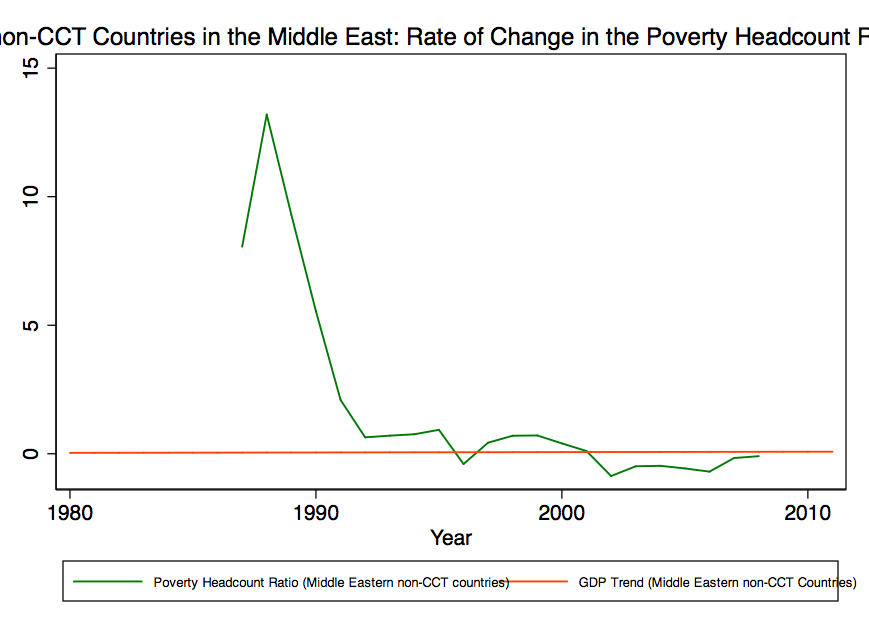 non-CCT Countries in the Middle East: Rate of Change in the Poverty Headcount R
15
10
5
0
1980 1990 2000 2010
Year
Poverty Headcount Ratio (Middle Eastern non-CCT countries) GDP Trend (Middle Eastern non-CCT Countries)